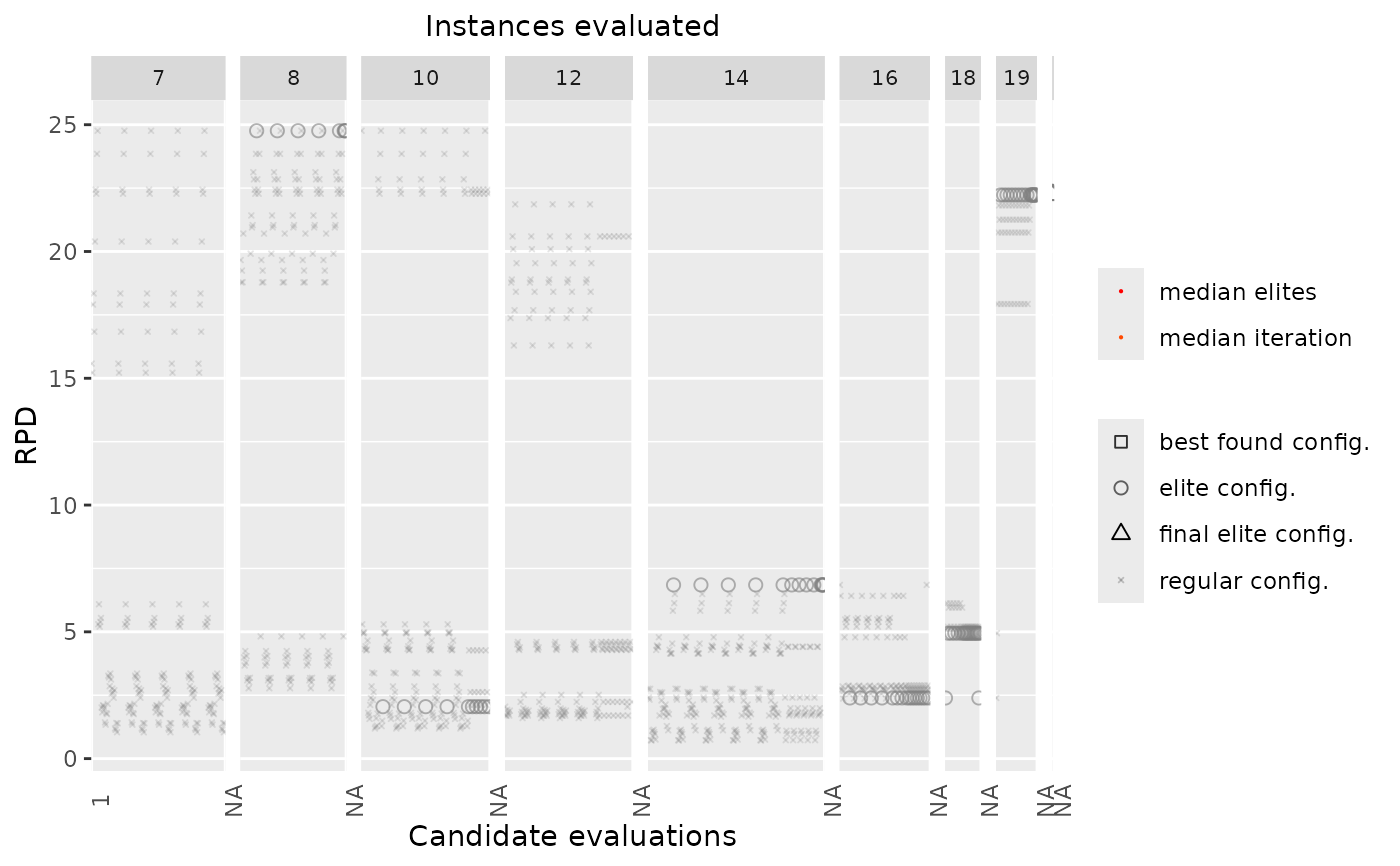 Instances evaluated
7 8 10 12 14 16 18 19
25
20
15
10
5
0
RPD
1 NA NA NA NA NA NA NA NA NA
Candidate evaluations
median elites
median iteration
best found config.
elite config.
final elite config.
regular config.